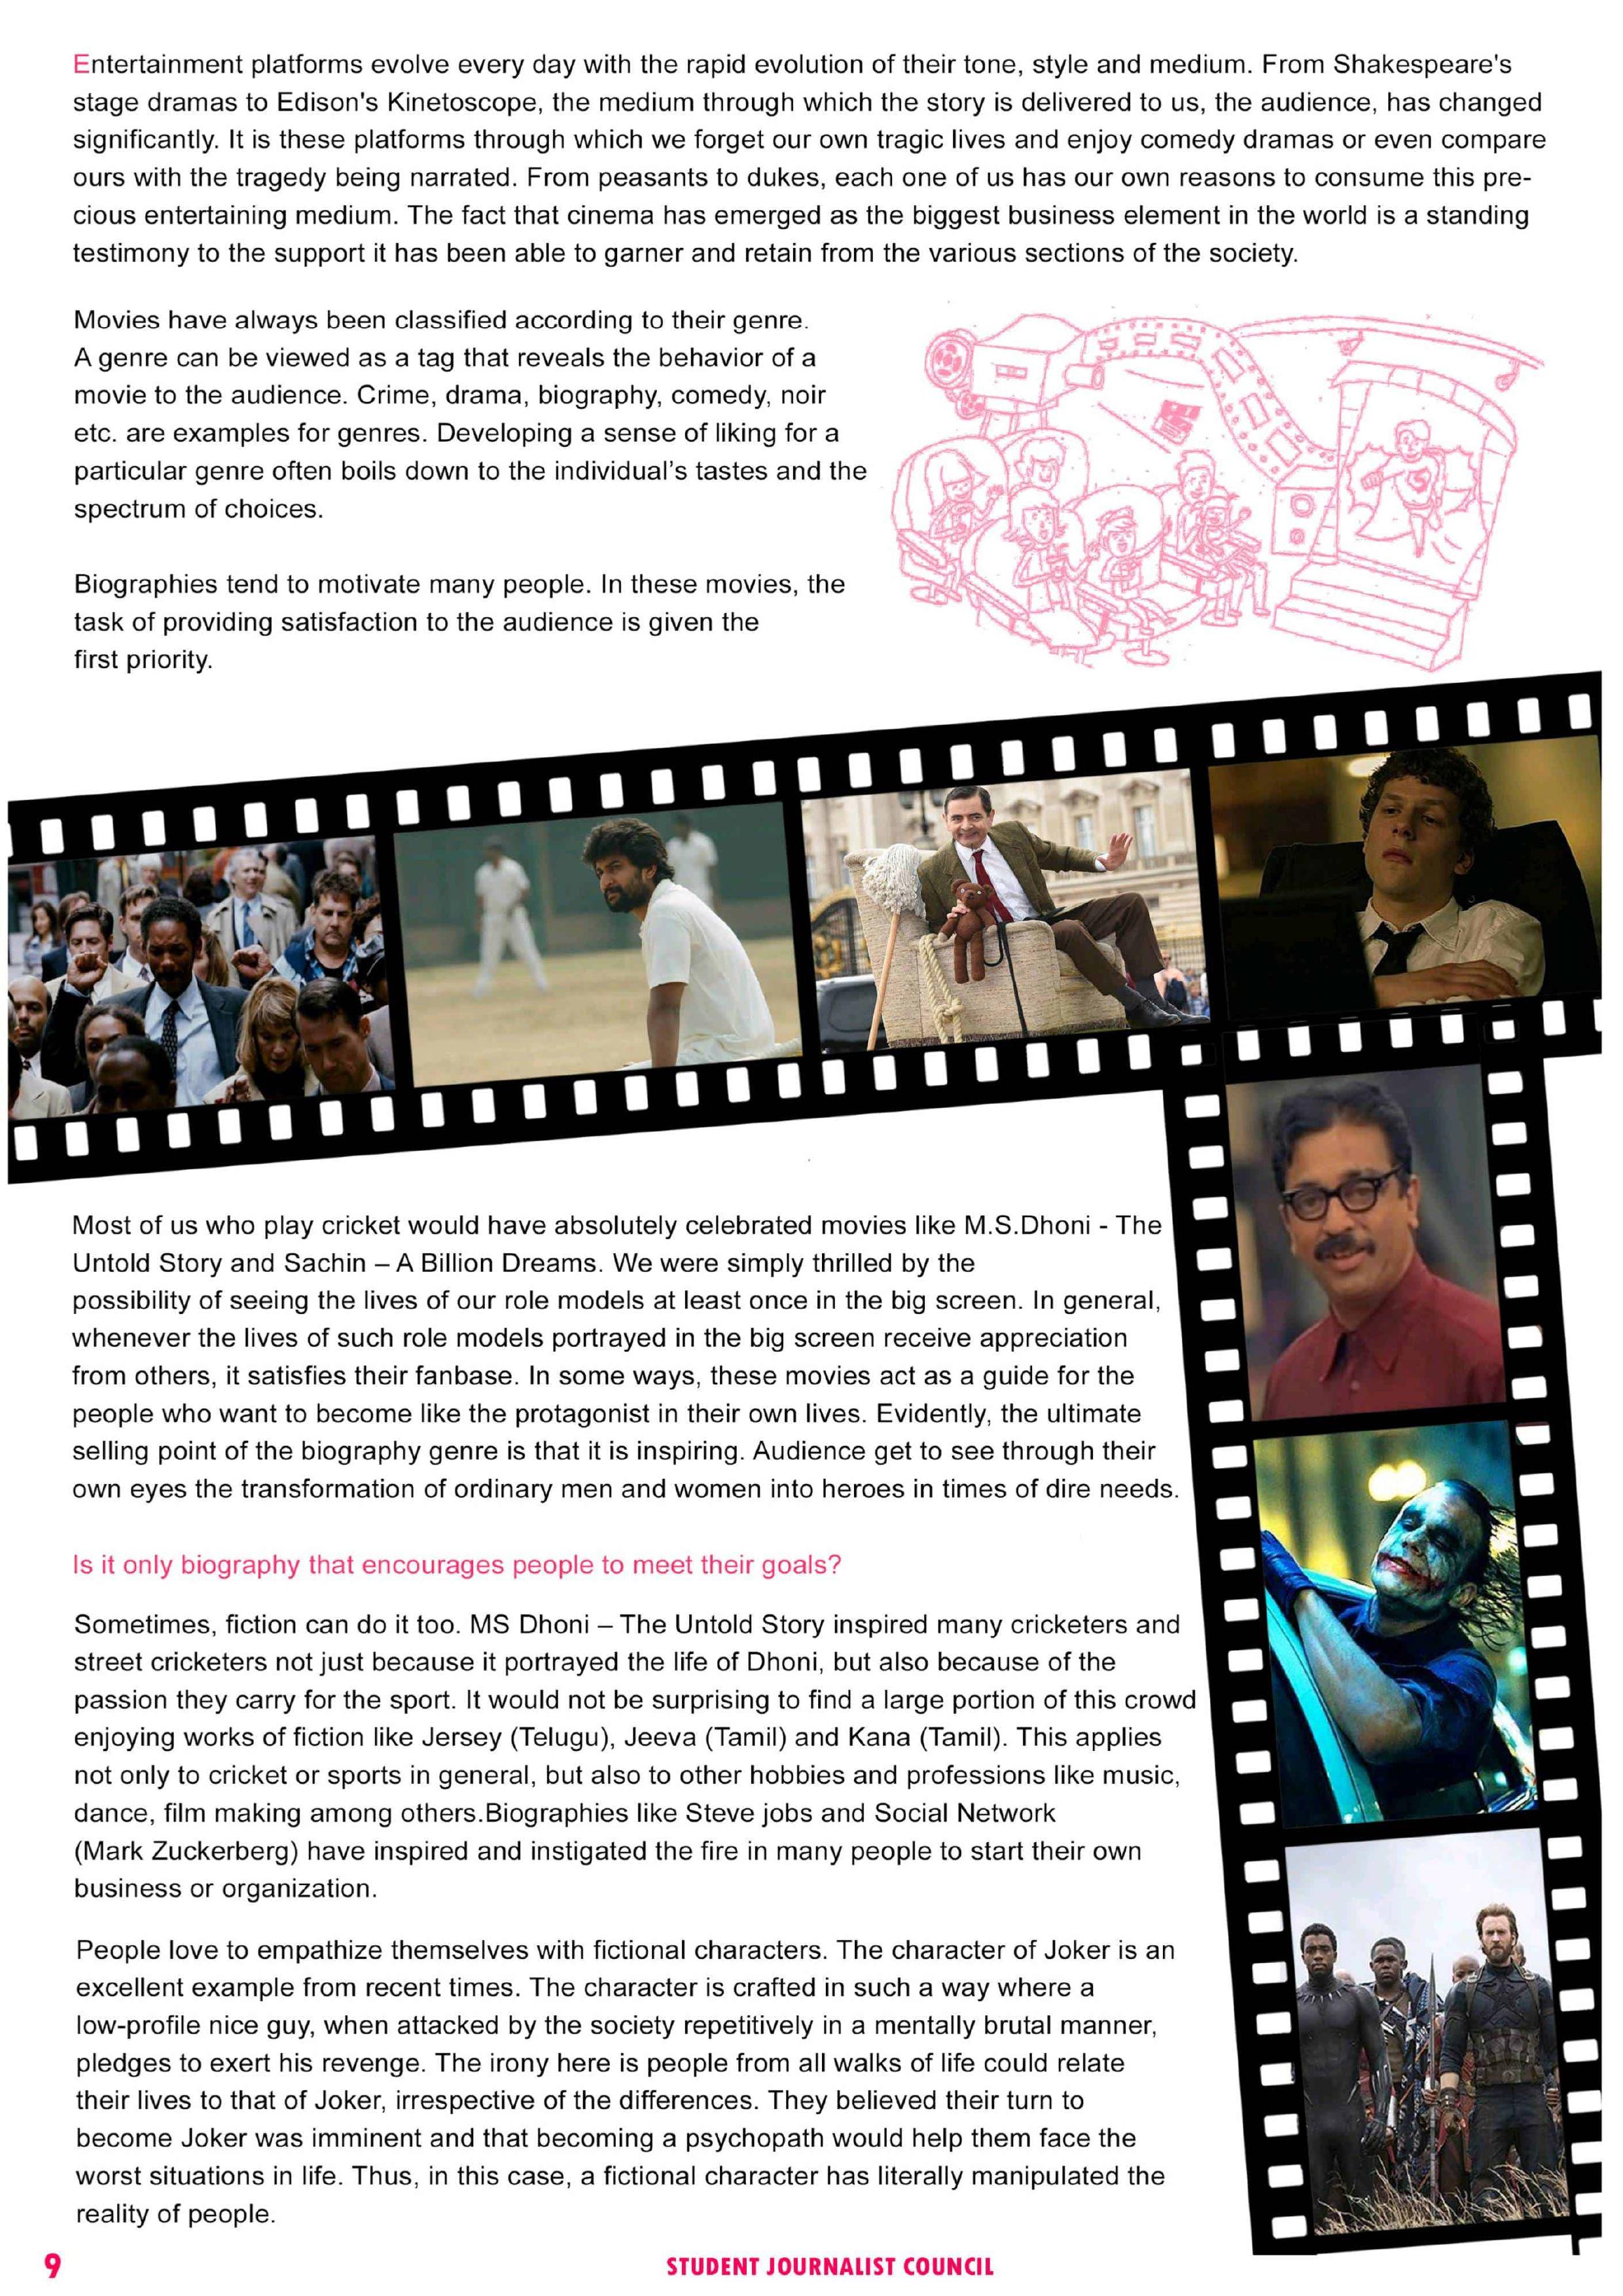 Entertainment platforms evolve every day with the rapid evolution of their tone, style and medium. From Shakespeare's
stage dramas to Edison's Kinetoscope, the medium through which the story is delivered to us, the audience, has changed
significantly. It is these platforms through which we forget our own tragic lives and enjoy comedy dramas or even compare
ours with the tragedy being narrated. From peasants to dukes, each one of us has our own reasons to consume this pre-
cious entertaining medium. The fact that cinema has emerged as the biggest business element in the world is a standing
testimony to the support it has been able to garner and retain from the various sections of the society.
Movies have always been classified according to their genre.
A genre can be viewed as a tag that reveals the behavior of a
movie to the audience. Crime, drama, biography, comedy, noir
etc. are examples for genres. Developing a sense of liking for a
particular genre often boils down to the individual’s tastes and the
spectrum of choices.
Biographies tend to motivate many people. In these movies, the
task of providing satisfaction to the audience is given the
first priority.
S
Most of us who play cricket would have absolutely celebrated movies like M.S.Dhoni - The
Untold Story and Sachin – A Billion Dreams. We were simply thrilled by the
possibility of seeing the lives of our role models at least once in the big screen. In general,
whenever the lives of such role models portrayed in the big screen receive appreciation
from others, it satisfies their fanbase. In some ways, these movies act as a guide for the
people who want to become like the protagonist in their own lives. Evidently, the ultimate
selling point of the biography genre is that it is inspiring. Audience get to see through their
own eyes the transformation of ordinary men and women into heroes in times of dire needs.
Is it only biography that encourages people to meet their goals?
Sometimes, fiction can do it too. MS Dhoni – The Untold Story inspired many cricketers and
street cricketers not just because it portrayed the life of Dhoni, but also because of the
passion they carry for the sport. It would not be surprising to find a large portion of this crowd
enjoying works of fiction like Jersey (Telugu), Jeeva (Tamil) and Kana (Tamil). This applies
not only to cricket or sports in general, but also to other hobbies and professions like music,
dance, film making among others.Biographies like Steve jobs and Social Network
(Mark Zuckerberg) have inspired and instigated the fire in many people to start their own
business or organization.
People love to empathize themselves with fictional characters. The character of Joker is an
excellent example from recent times. The character is crafted in such a way where a
low-profile nice guy, when attacked by the society repetitively in a mentally brutal manner,
pledges to exert his revenge. The irony here is people from all walks of life could relate
their lives to that of Joker, irrespective of the differences. They believed their turn to
become Joker was imminent and that becoming a psychopath would help them face the
worst situations in life. Thus, in this case, a fictional character has literally manipulated the
reality of people.
9
STUDENT JOURNALIST COUNCIL